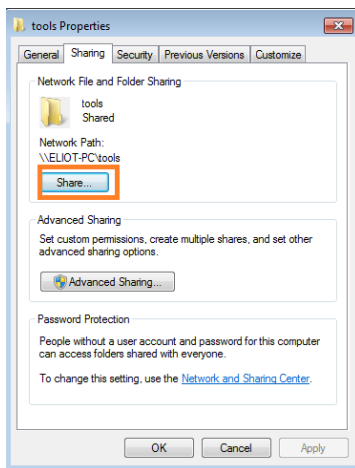 tools Properties
General Sharing Security Previous Versions Customize
Network File and Folder Sharing
tools
Shared
Network Path:
\\ELIOT-PC\tools
Share...
Advanced Sharing
Set custom permissions, create multiple shares, and set other
advanced sharing options.
Advanced Sharing...
Password Protection
People without a user account and password for this computer
can access folders shared with everyone.
To change this setting, use the Network and Sharing Center.
OK Cancel Apply